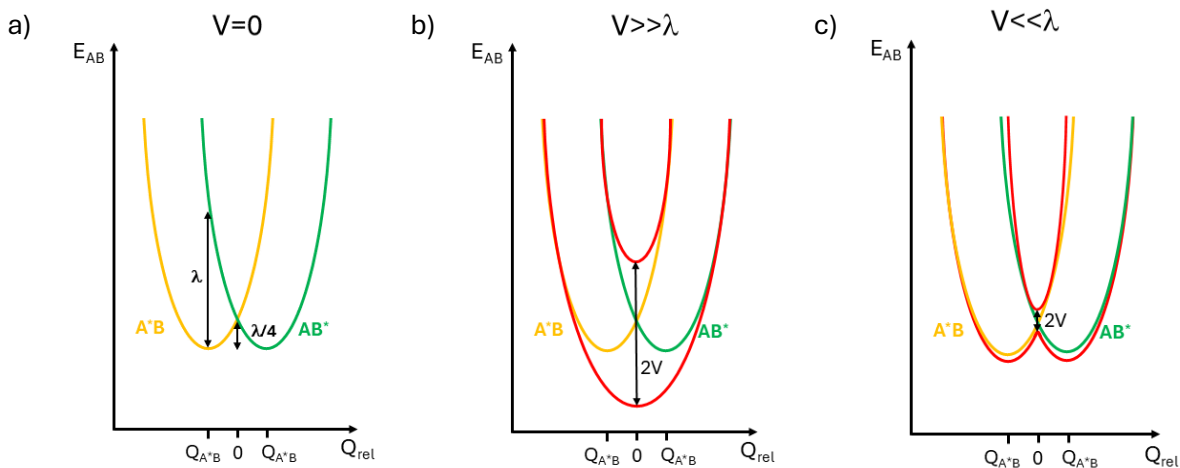 a)
V=0
E_AB
λ
λ/4
A*B
AB*
Q_A*B
0
Q_A*B
Q_rel
b)
V>>λ
A*B
AB*
2V
Q_A*B
0
Q_A*B
Q_rel
c)
V<<λ
E_AB
2V
A*B
AB*
Q_A*B
0
Q_A*B
Q_rel